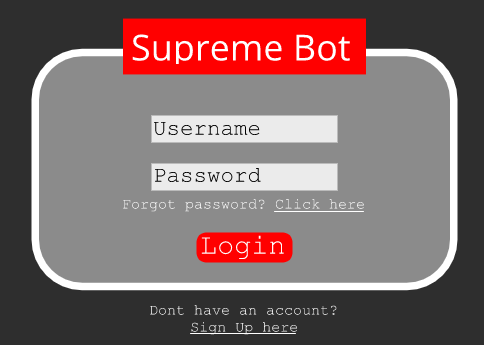 Supreme Bot
Username
Password
Forgot password? Click here
Login
Dont have an account?
Sign Up here